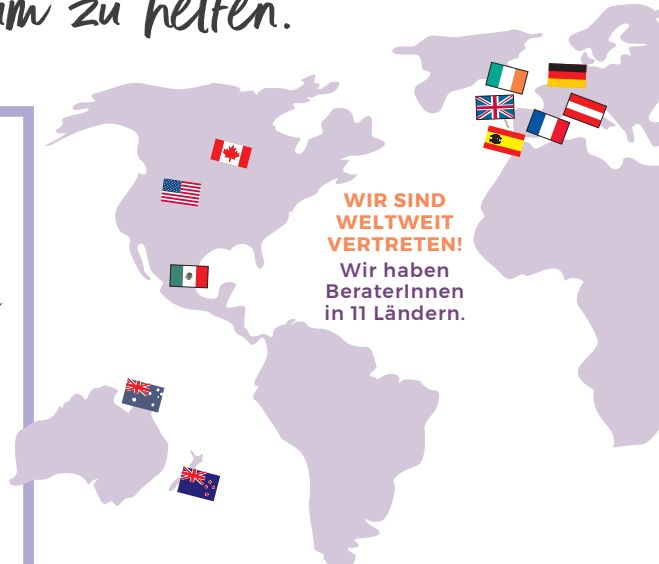 zu helfen.
WIR SIND
WELTWEIT
VERTRETEN!
Wir haben
BeraterInnen
in 11 Ländern.